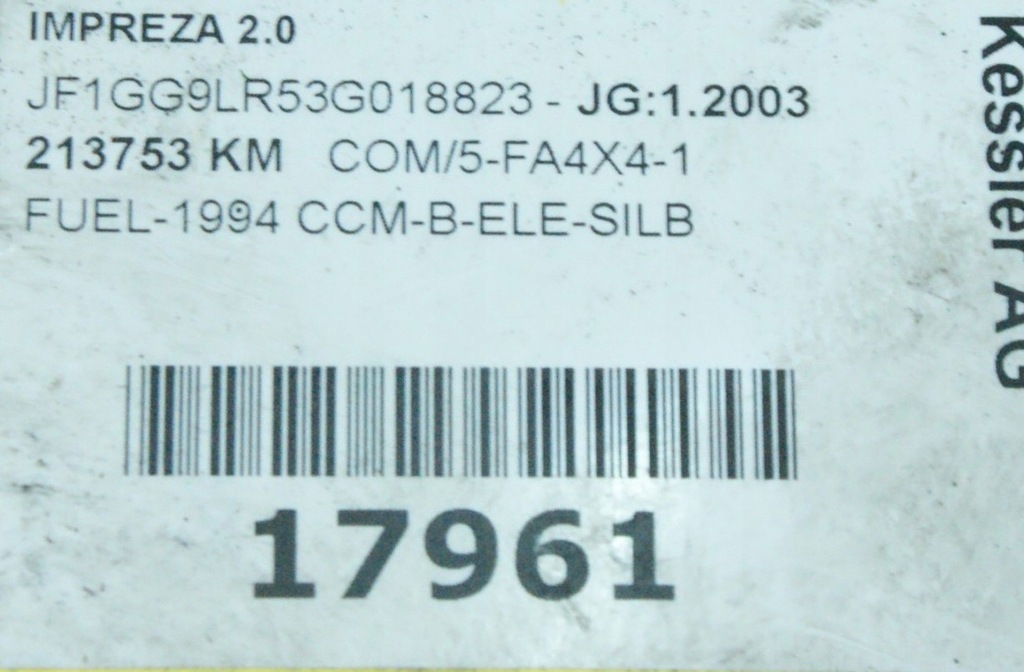 IMPREZA 2.0
JF1GG9LR53G018823 - JG:1.2003
213753 KM COM/5-FA4X4-1
FUEL-1994 CCM-B-ELE-SILB
17961
Kessler AG